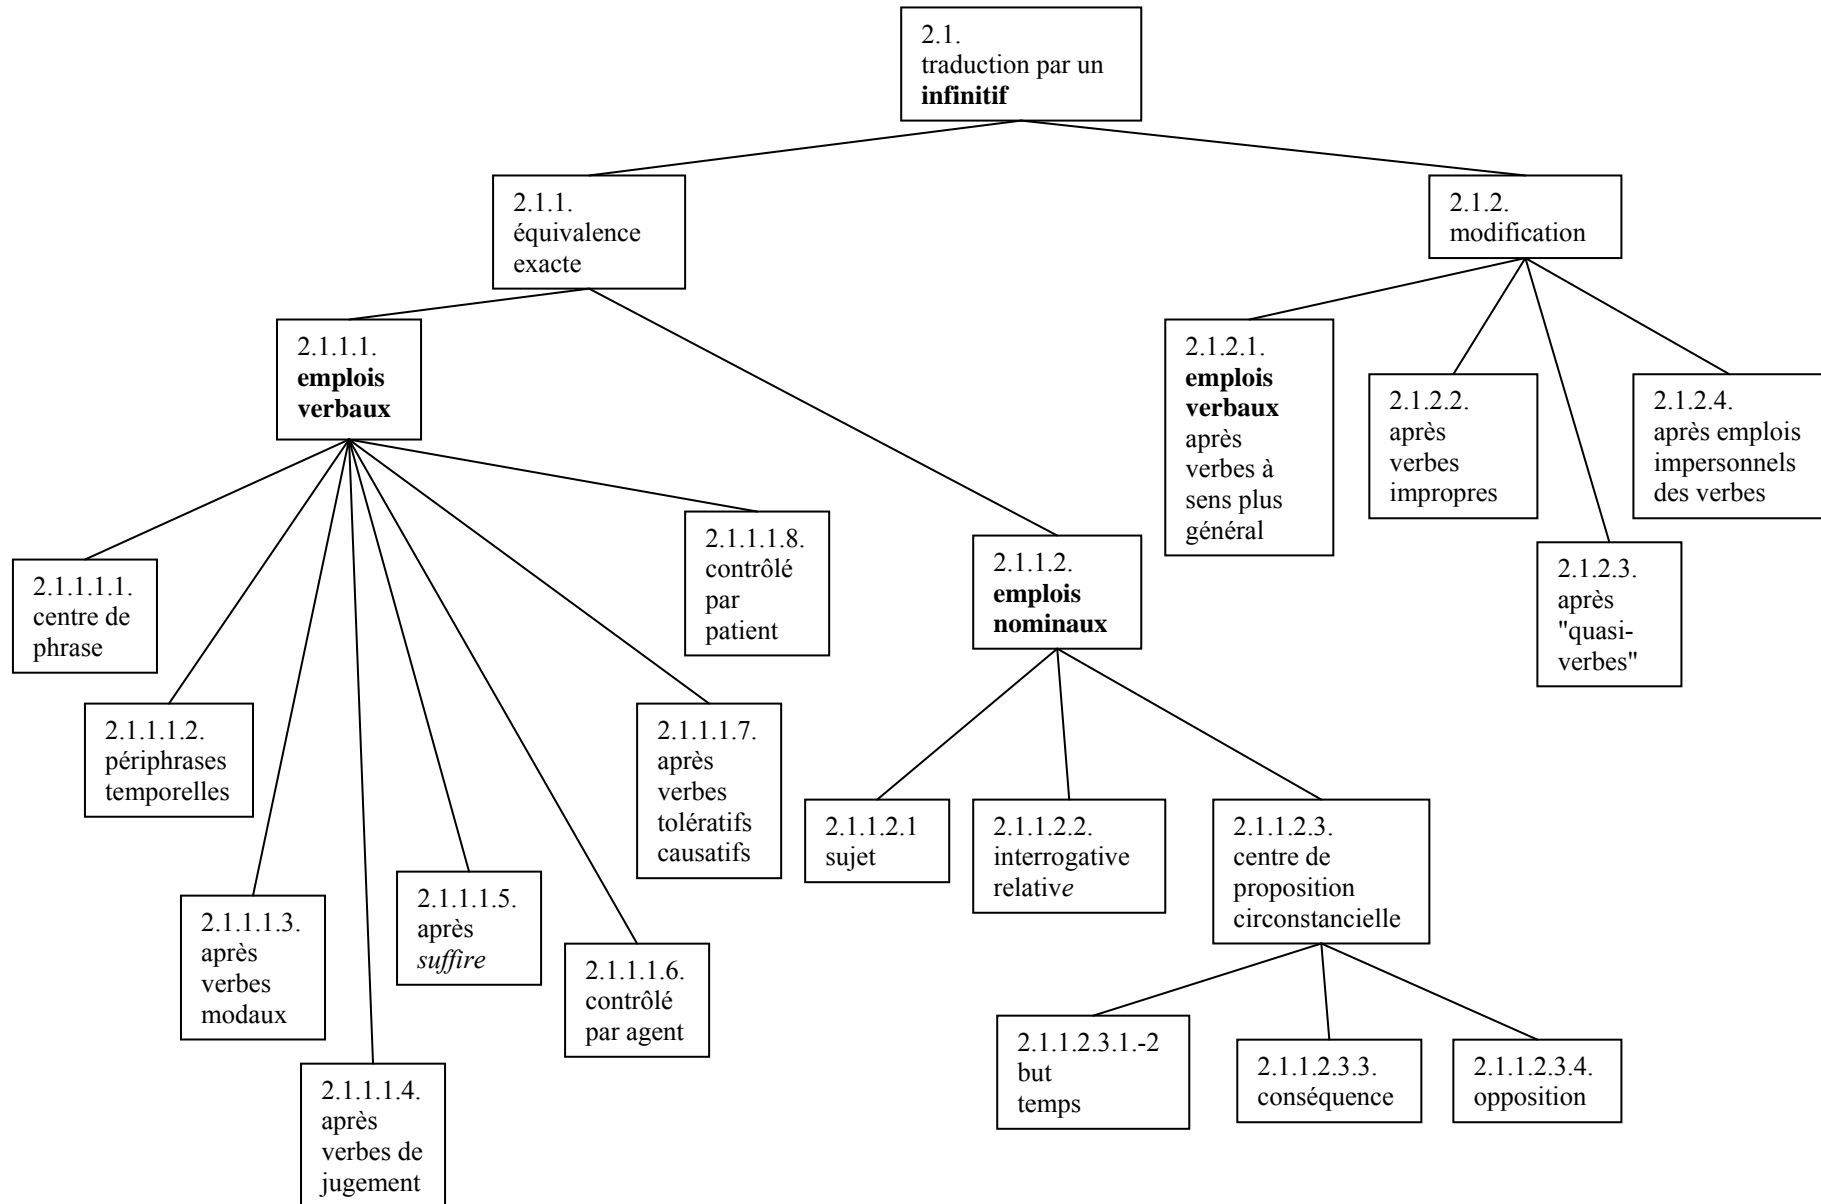 2.1.
traduction par un
infinitif
2.1.1.
équivalence
exacte
2.1.2.
modification
2.1.1.1.
emplois
verbaux
2.1.2.1.
emplois
verbaux
après
verbes à
sens plus
général
2.1.2.2.
après
verbes
impropres
2.1.2.4.
après emplois
impersonnels
des verbes
2.1.1.1.8.
contrôlé
par
patient
2.1.1.2.
emplois
nominaux
2.1.2.3.
après
"quasi-
verbes"
2.1.1.1.1.
centre de
phrase
2.1.1.1.2.
périphrases
temporelles
2.1.1.1.7.
après
verbes
tolératifs
causatifs
2.1.1.2.1
sujet
2.1.1.2.2.
interrogative
relative
2.1.1.2.3.
centre de
proposition
circonstancielle
2.1.1.1.3.
après
verbes
modaux
2.1.1.1.5.
après
suffire
2.1.1.1.6.
contrôlé
par agent
2.1.1.1.4.
après
verbes de
jugement
2.1.1.2.3.1.-2
but
temps
2.1.1.2.3.3.
conséquence
2.1.1.2.3.4.
opposition